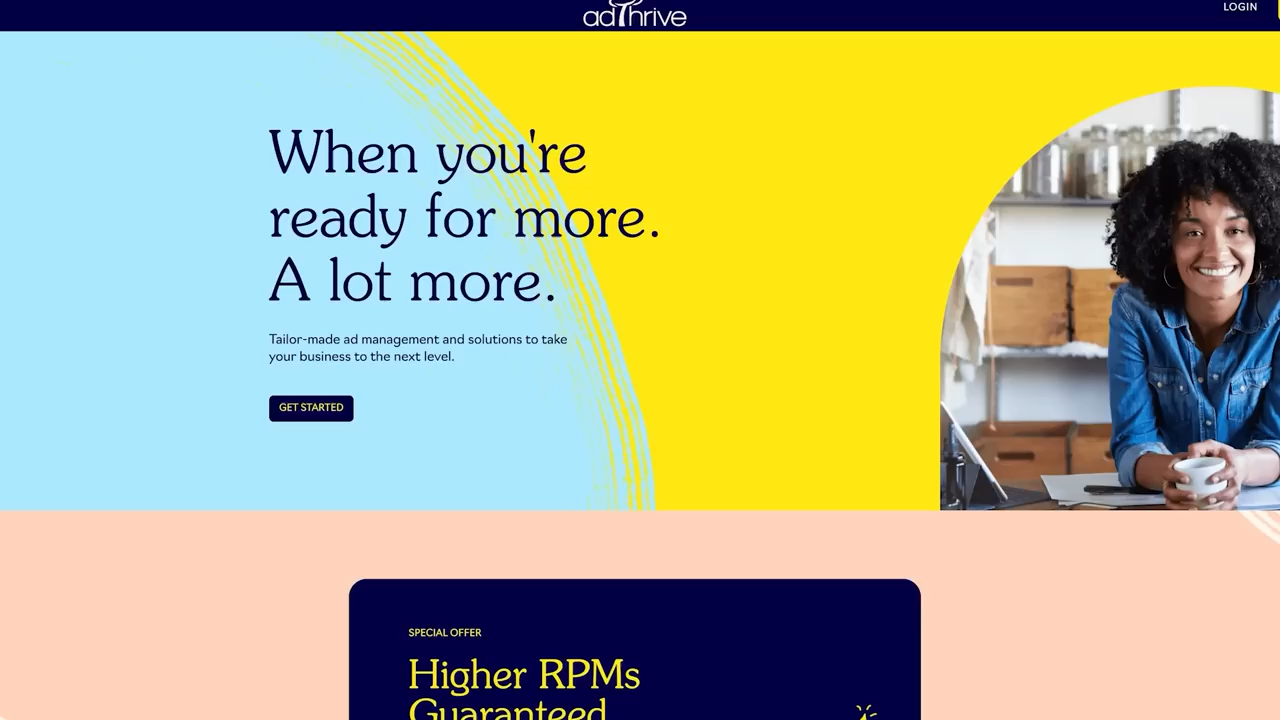 adThrive
LOGIN
When you're
ready for more.
A lot more.
Tailor-made ad management and solutions to take
your business to the next level.
GET STARTED
SPECIAL OFFER
Higher RPMs
Guaranteed